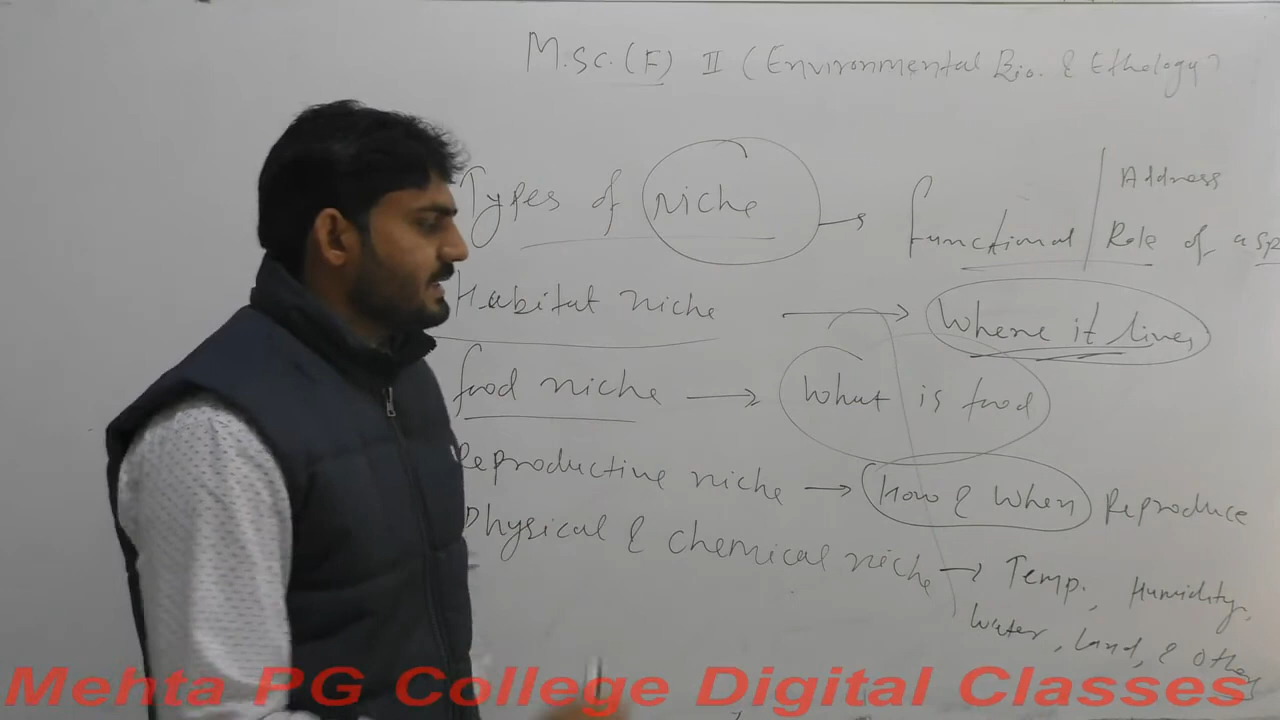 M.Sc. (F) II (Environmental Bio. & Ethology)
Types of niche → functional | Address
Role of a sp
Habitat niche → Where it lives
food niche → What is food
Reproductive niche → How & When Reproduce
Physical & chemical niche → Temp., Humidity,
Water, Land, & Other
Mehta PG College Digital Classes